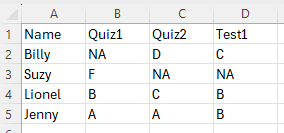 A B C D
1 Name Quiz1 Quiz2 Test1
2 Billy NA D C
3 Suzy F NA NA
4 Lionel B C B
5 Jenny A A B